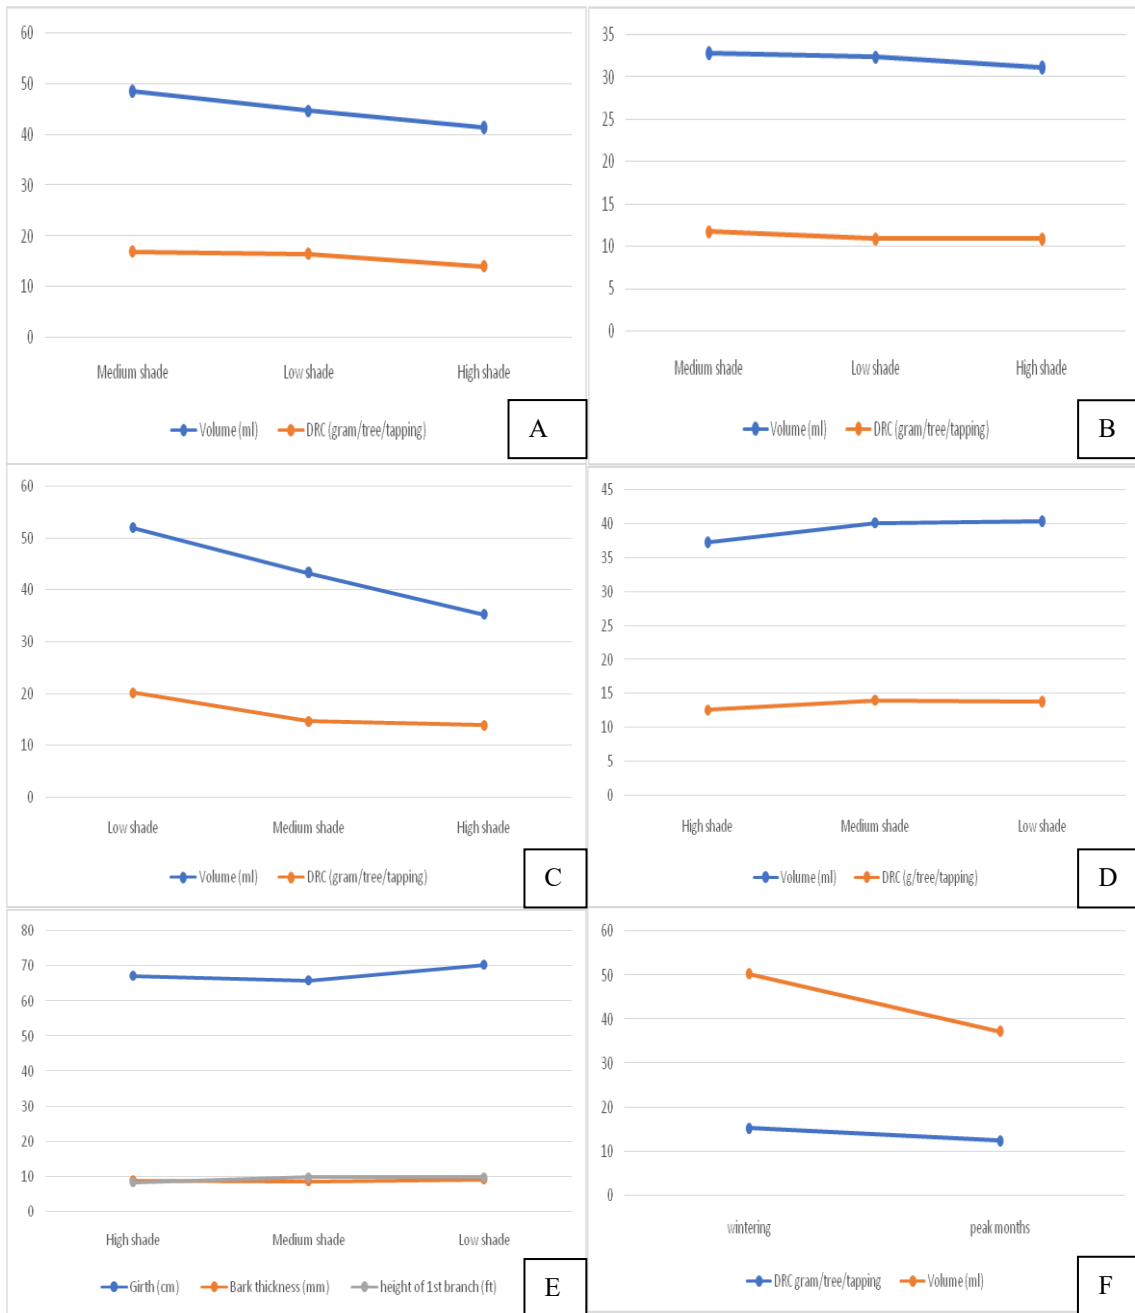 60
50
40
30
20
10
0
Medium shade Low shade High shade
Volume (ml) DRC (gram/tree/tapping)
A
35
30
25
20
15
10
5
0
Medium shade Low shade High shade
Volume (ml) DRC (gram/tree/tapping)
B
60
50
40
30
20
10
0
Low shade Medium shade High shade
Volume (ml) DRC (gram/tree/tapping)
C
45
40
35
30
25
20
15
10
5
0
High shade Medium shade Low shade
Volume (ml) DRC (g/tree/tapping)
D
80
70
60
50
40
30
20
10
0
High shade Medium shade Low shade
Girth (cm) Bark thickness (mm) height of 1st branch (ft)
E
60
50
40
30
20
10
0
wintering peak months
DRC gram/tree/tapping Volume (ml)
F